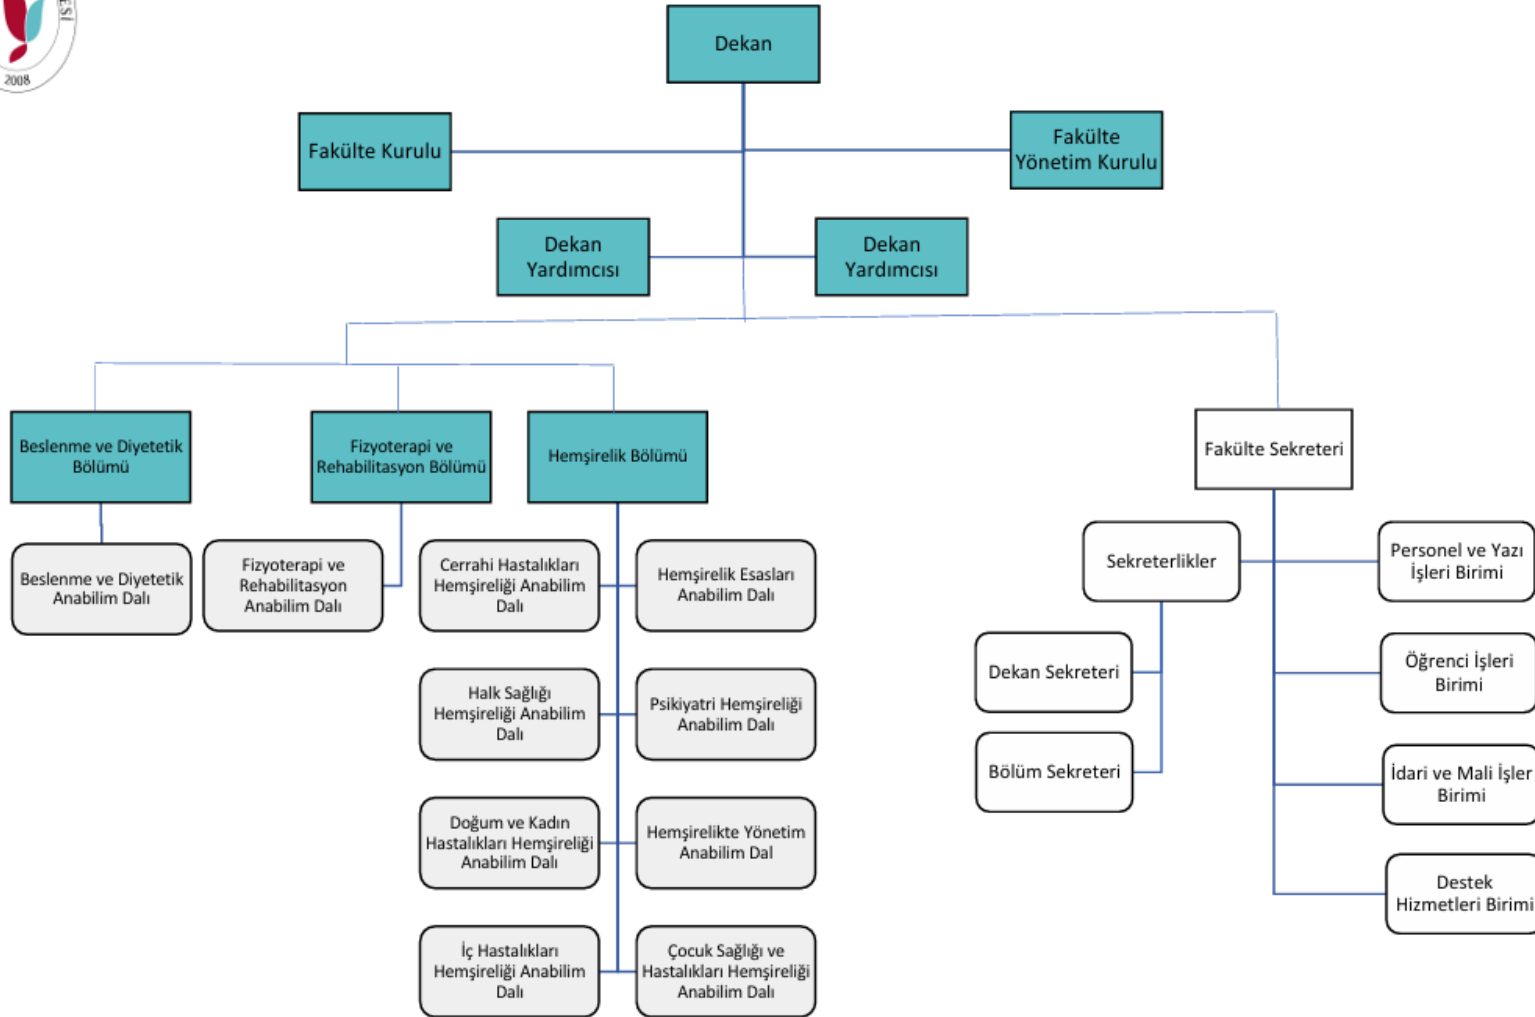 ESİ
2008
Dekan
Fakülte Kurulu
Fakülte
Yönetim Kurulu
Dekan
Yardımcısı
Dekan
Yardımcısı
Beslenme ve Diyetetik
Bölümü
Fizyoterapi ve
Rehabilitasyon Bölümü
Hemşirelik Bölümü
Fakülte Sekreteri
Beslenme ve Diyetetik
Anabilim Dalı
Fizyoterapi ve
Rehabilitasyon
Anabilim Dalı
Cerrahi Hastalıkları
Hemşireliği Anabilim
Dalı
Hemşirelik Esasları
Anabilim Dalı
Halk Sağlığı
Hemşireliği Anabilim
Dalı
Psikiyatri Hemşireliği
Anabilim Dalı
Doğum ve Kadın
Hastalıkları Hemşireliği
Anabilim Dalı
Hemşirelikte Yönetim
Anabilim Dal
İç Hastalıkları
Hemşireliği Anabilim
Dalı
Çocuk Sağlığı ve
Hastalıkları Hemşireliği
Anabilim Dalı
Sekreterlikler
Dekan Sekreteri
Bölüm Sekreteri
Personel ve Yazı
İşleri Birimi
Öğrenci İşleri
Birimi
İdari ve Mali İşler
Birimi
Destek
Hizmetleri Birimi